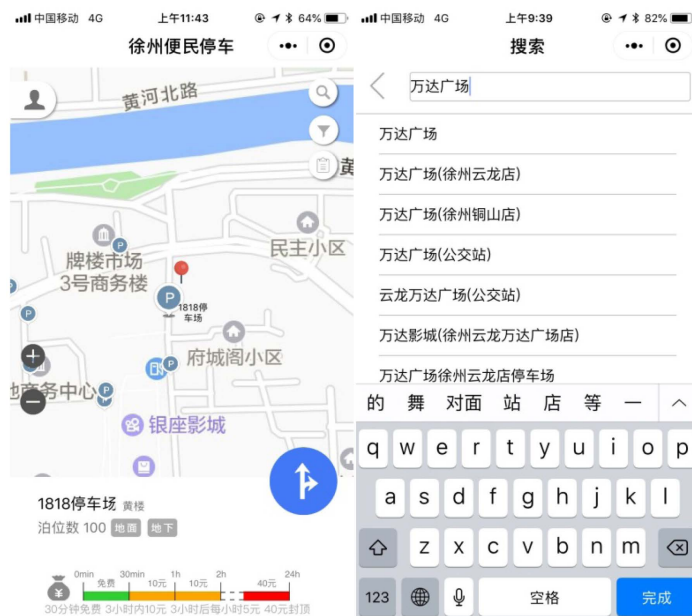 中国移动 4G 上午11:43 64%
徐州便民停车
黄河北路
黄
民主小区
牌楼市场
3号商务楼
P
P
1818停
车场
府城阁小区
商务中心
银座影城
1818停车场 黄楼
泊位数 100 地面 地下
0min 30min 1h 2h 24h
免费 10元 10元 40元
30分钟免费 3小时内10元 3小时后每小时5元 40元封顶
中国移动 4G 上午9:39 82%
搜索
万达广场
万达广场
万达广场(徐州云龙店)
万达广场(徐州铜山店)
万达广场(公交站)
云龙万达广场(公交站)
万达影城(徐州云龙万达广场店)
万达广场徐州云龙店停车场
的 舞 对面 站 店 等 一
q w e r t y u i o p
a s d f g h j k l
z x c v b n m
123 空格 完成